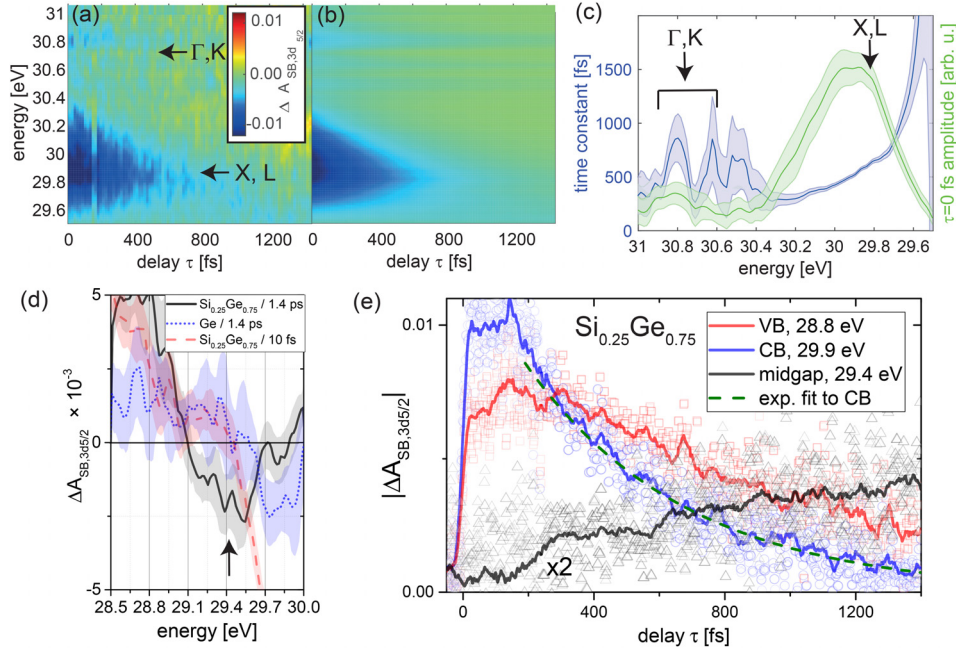 (a)
(b)
(c)
0.01
0.00
-0.01
Δ A SB,3d 5/2
Γ,K
X, L
energy [eV]
31
30.8
30.6
30.4
30.2
30
29.8
29.6
0 400 800 1200
0 400 800 1200
delay τ [fs]
delay τ [fs]
Γ,K
X,L
time constant [fs]
1500
1000
500
0
τ=0 fs amplitude [arb. u.]
31 30.8 30.6 30.4 30.2 30 29.8 29.6
energy [eV]
(d)
Si0.25Ge0.75 / 1.4 ps
Ge / 1.4 ps
Si0.25Ge0.75 / 10 fs
ΔASB,3d5/2 × 10-3
5
0
-5
28.5 28.8 29.1 29.4 29.7 30.0
energy [eV]
(e)
Si0.25Ge0.75
VB, 28.8 eV
CB, 29.9 eV
midgap, 29.4 eV
exp. fit to CB
|ΔASB,3d5/2|
0.01
0.00
x2
0 400 800 1200
delay τ [fs]